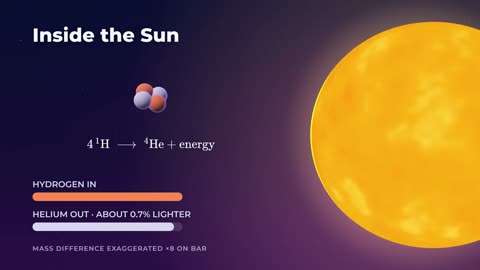 Inside the Sun
4 ¹H ⟶ ⁴He + energy
HYDROGEN IN
HELIUM OUT · ABOUT 0.7% LIGHTER
MASS DIFFERENCE EXAGGERATED ×8 ON BAR